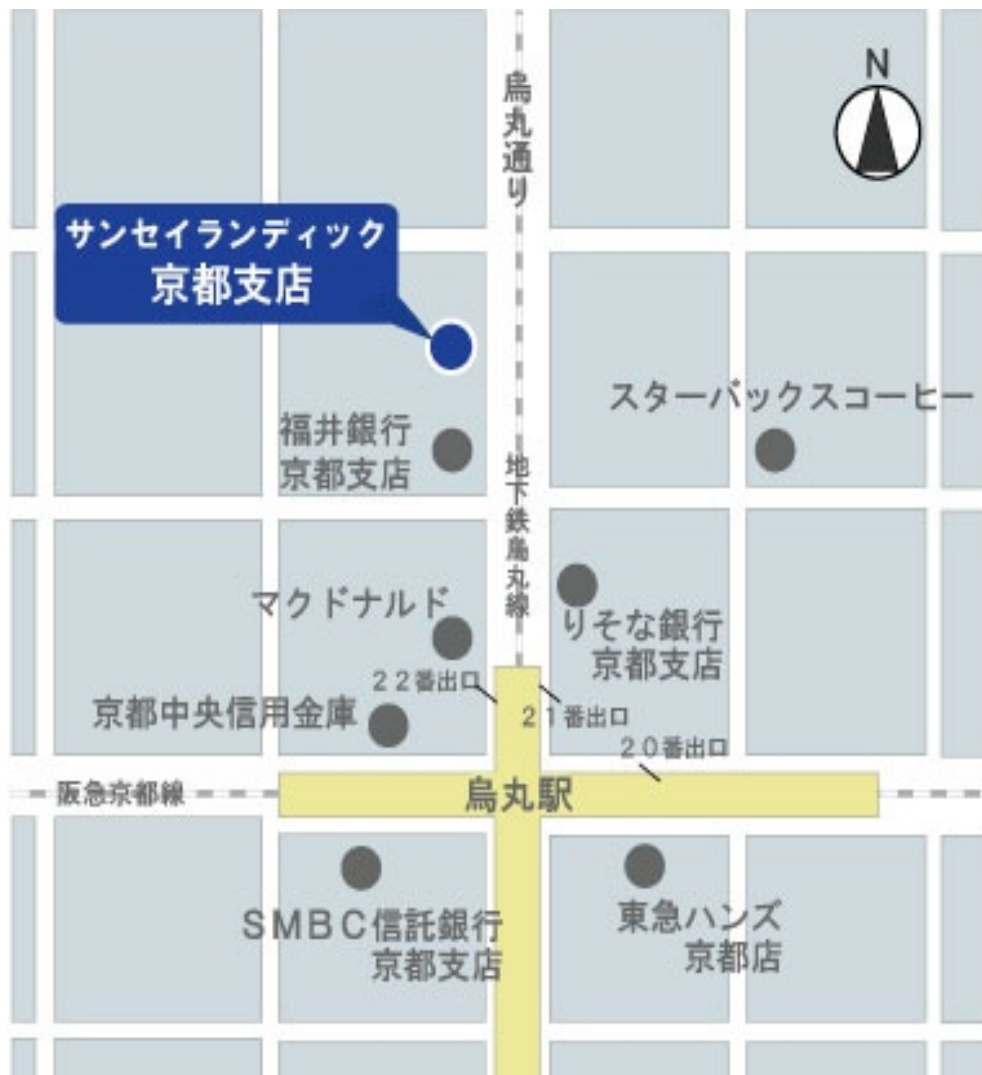 N
烏丸通り
サンセイランディック
京都支店
スターバックスコーヒー
福井銀行
京都支店
地下鉄烏丸線
マクドナルド
りそな銀行
京都支店
22番出口
京都中央信用金庫
21番出口
20番出口
阪急京都線
烏丸駅
SMBC信託銀行
京都支店
東急ハンズ
京都店